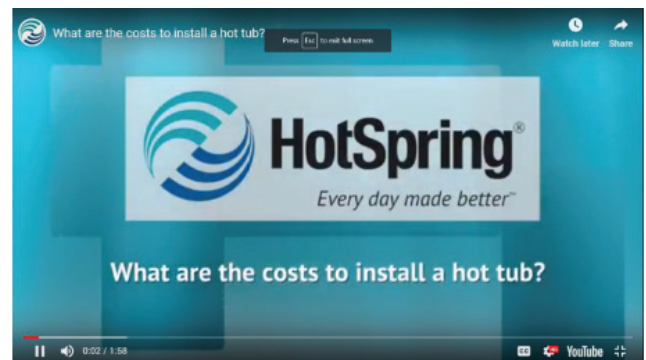 What are the costs to install a hot tub?
Press Esc to exit full screen
Watch later
Share
HotSpring®
Every day made better™
What are the costs to install a hot tub?
0:02 / 1:58
CC
YouTube